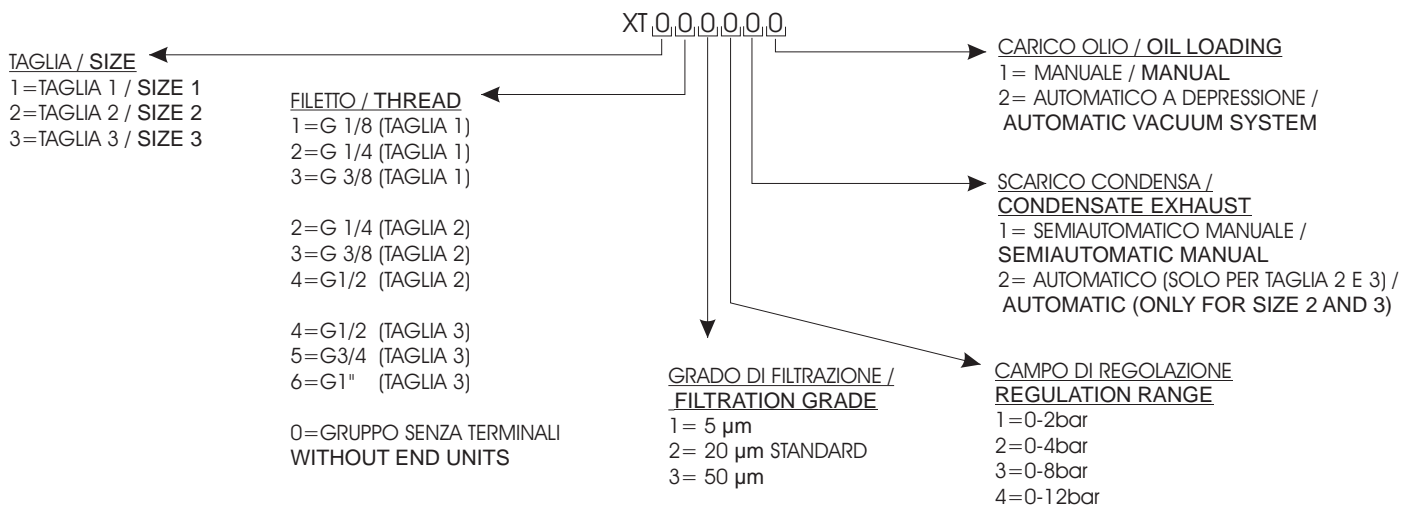 XT 0 0 0 0 0 0
TAGLIA / SIZE
1=TAGLIA 1 / SIZE 1
2=TAGLIA 2 / SIZE 2
3=TAGLIA 3 / SIZE 3
FILETTO / THREAD
1=G 1/8 (TAGLIA 1)
2=G 1/4 (TAGLIA 1)
3=G 3/8 (TAGLIA 1)
2=G 1/4 (TAGLIA 2)
3=G 3/8 (TAGLIA 2)
4=G1/2 (TAGLIA 2)
4=G1/2 (TAGLIA 3)
5=G3/4 (TAGLIA 3)
6=G1" (TAGLIA 3)
0=GRUPPO SENZA TERMINALI
WITHOUT END UNITS
GRADO DI FILTRAZIONE /
FILTRATION GRADE
1= 5 µm
2= 20 µm STANDARD
3= 50 µm
CAMPO DI REGOLAZIONE
REGULATION RANGE
1=0-2bar
2=0-4bar
3=0-8bar
4=0-12bar
SCARICO CONDENSA /
CONDENSATE EXHAUST
1= SEMIAUTOMATICO MANUALE /
SEMIAUTOMATIC MANUAL
2= AUTOMATICO (SOLO PER TAGLIA 2 E 3) /
AUTOMATIC (ONLY FOR SIZE 2 AND 3)
CARICO OLIO / OIL LOADING
1= MANUALE / MANUAL
2= AUTOMATICO A DEPRESSIONE /
AUTOMATIC VACUUM SYSTEM